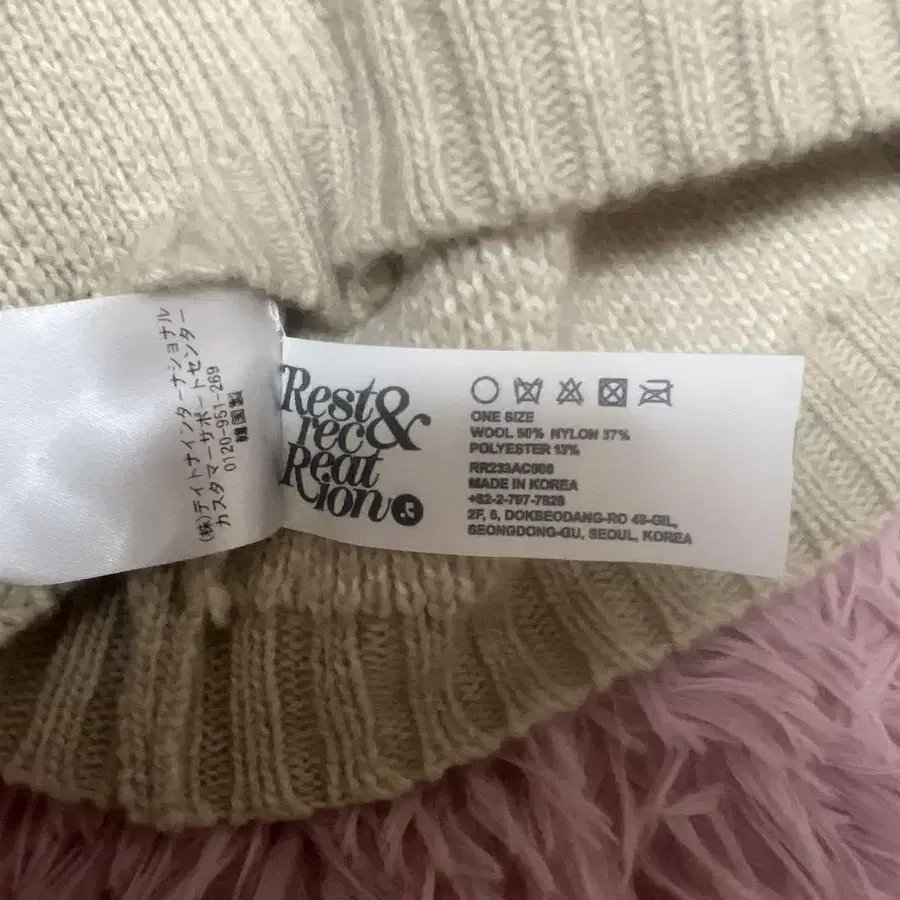 (株)デイトナインターナショナル
カスタマーサポートセンター
0120-951-269
韓国製
Rest &
rec
Reat
ion
ONE SIZE
WOOL 50% NYLON 37%
POLYESTER 13%
RR233AC006
MADE IN KOREA
+82-2-797-7828
2F, 6, DOKSEODANG-RO 46-GIL,
SEONGDONG-GU, SEOUL, KOREA